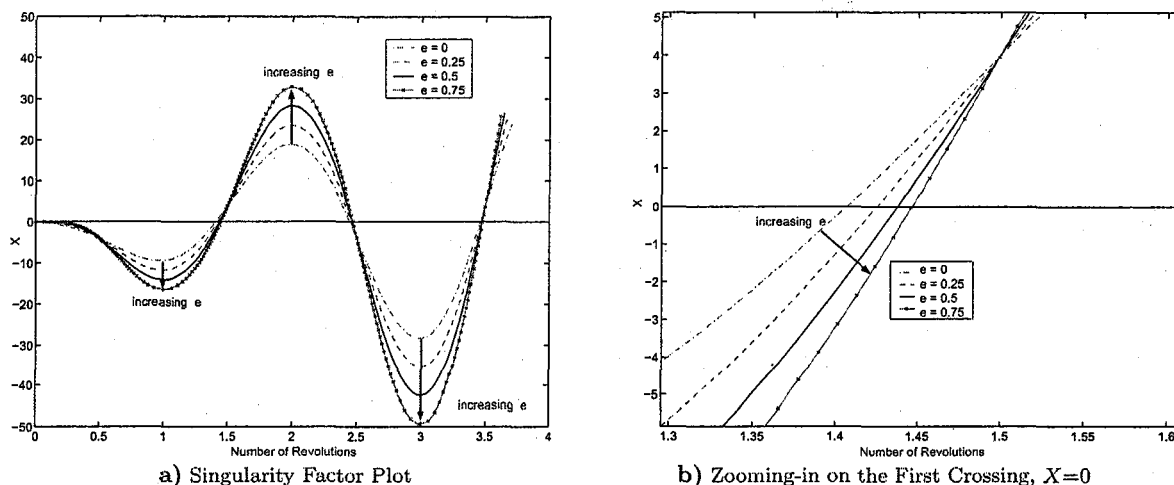 50
40
30
20
10
0
-10
-20
-30
-40
-50
X
increasing e
increasing e
increasing e
e = 0
e = 0.25
e = 0.5
e = 0.75
0
0.5
1
1.5
2
2.5
3
3.5
4
Number of Revolutions
a) Singularity Factor Plot
5
4
3
2
1
0
-1
-2
-3
-4
-5
X
increasing e
e = 0
e = 0.25
e = 0.5
e = 0.75
1.3
1.35
1.4
1.45
1.5
1.55
Number of Revolutions
b) Zooming-in on the First Crossing, X=0